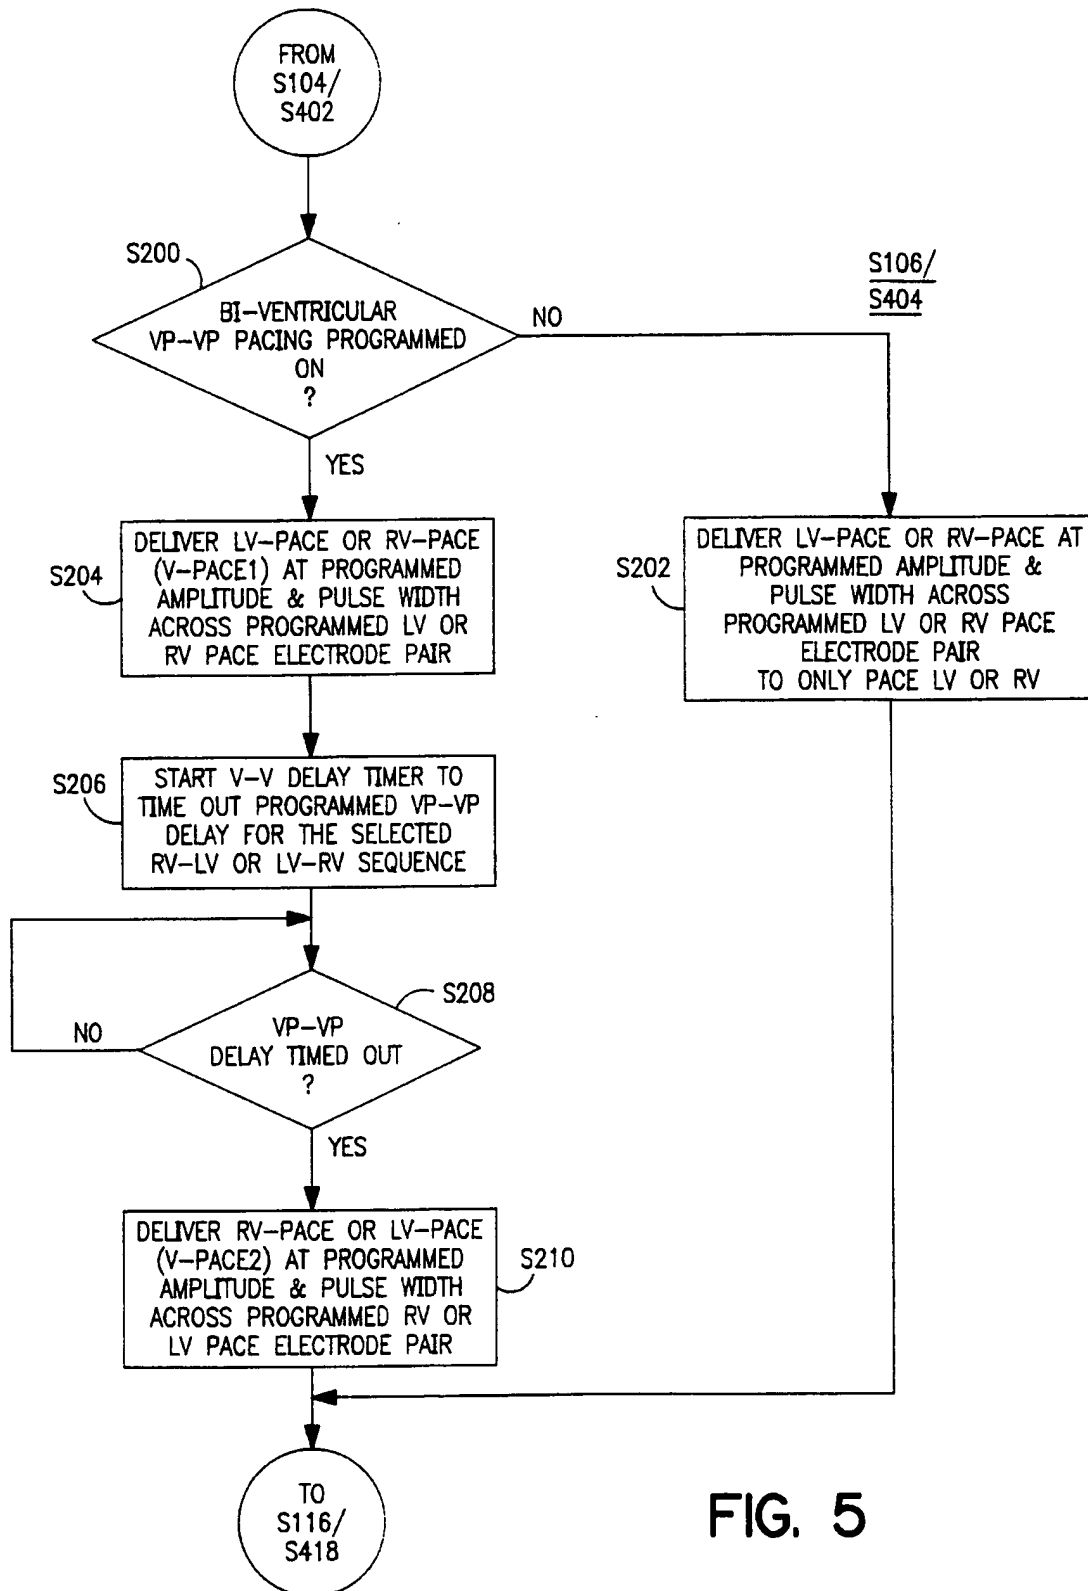 FROM
S104/
S402
S200
BI-VENTRICULAR
VP-VP PACING PROGRAMMED
ON
?
NO
S106/
S404
YES
S204
DELIVER LV-PACE OR RV-PACE
(V-PACE1) AT PROGRAMMED
AMPLITUDE & PULSE WIDTH
ACROSS PROGRAMMED LV OR
RV PACE ELECTRODE PAIR
S202
DELIVER LV-PACE OR RV-PACE AT
PROGRAMMED AMPLITUDE &
PULSE WIDTH ACROSS
PROGRAMMED LV OR RV PACE
ELECTRODE PAIR
TO ONLY PACE LV OR RV
S206
START V-V DELAY TIMER TO
TIME OUT PROGRAMMED VP-VP
DELAY FOR THE SELECTED
RV-LV OR LV-RV SEQUENCE
S208
NO
VP-VP
DELAY TIMED OUT
?
YES
DELIVER RV-PACE OR LV-PACE
(V-PACE2) AT PROGRAMMED
AMPLITUDE & PULSE WIDTH
ACROSS PROGRAMMED RV OR
LV PACE ELECTRODE PAIR
S210
TO
S116/
S418
FIG. 5